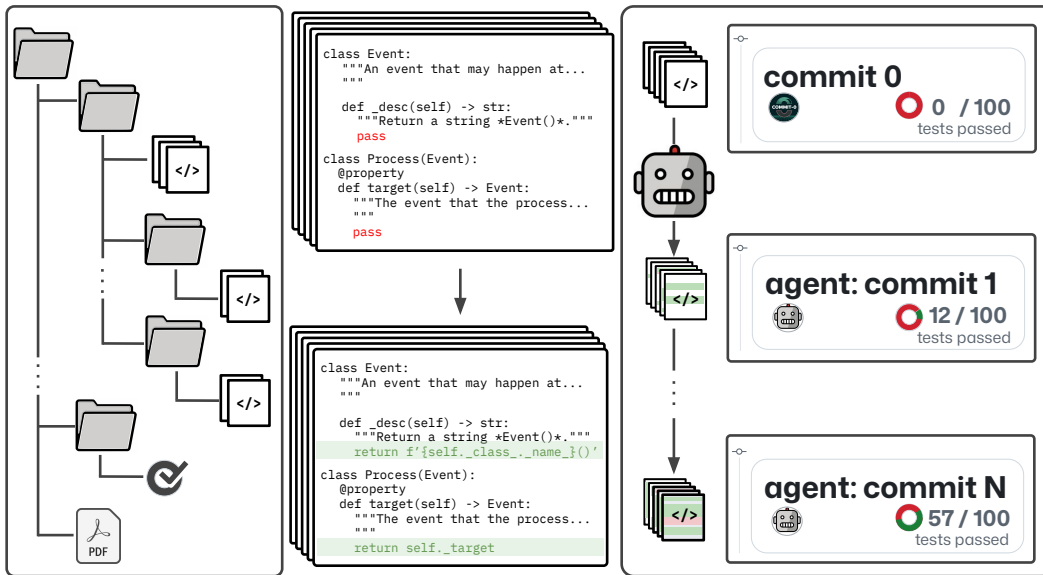 </>
</>
</>
PDF
class Event:
"""An event that may happen at...
"""
def _desc(self) -> str:
"""Return a string *Event()*."""
pass
class Process(Event):
@property
def target(self) -> Event:
"""The event that the process...
"""
pass
class Event:
"""An event that may happen at...
"""
def _desc(self) -> str:
"""Return a string *Event()*."""
return f'{self._class_._name_}()’
class Process(Event):
@property
def target(self) -> Event:
"""The event that the process...
"""
return self._target
</>
</>
</>
commit 0
COMMIT-0
0 / 100
tests passed
agent: commit 1
12 / 100
tests passed
agent: commit N
57 / 100
tests passed